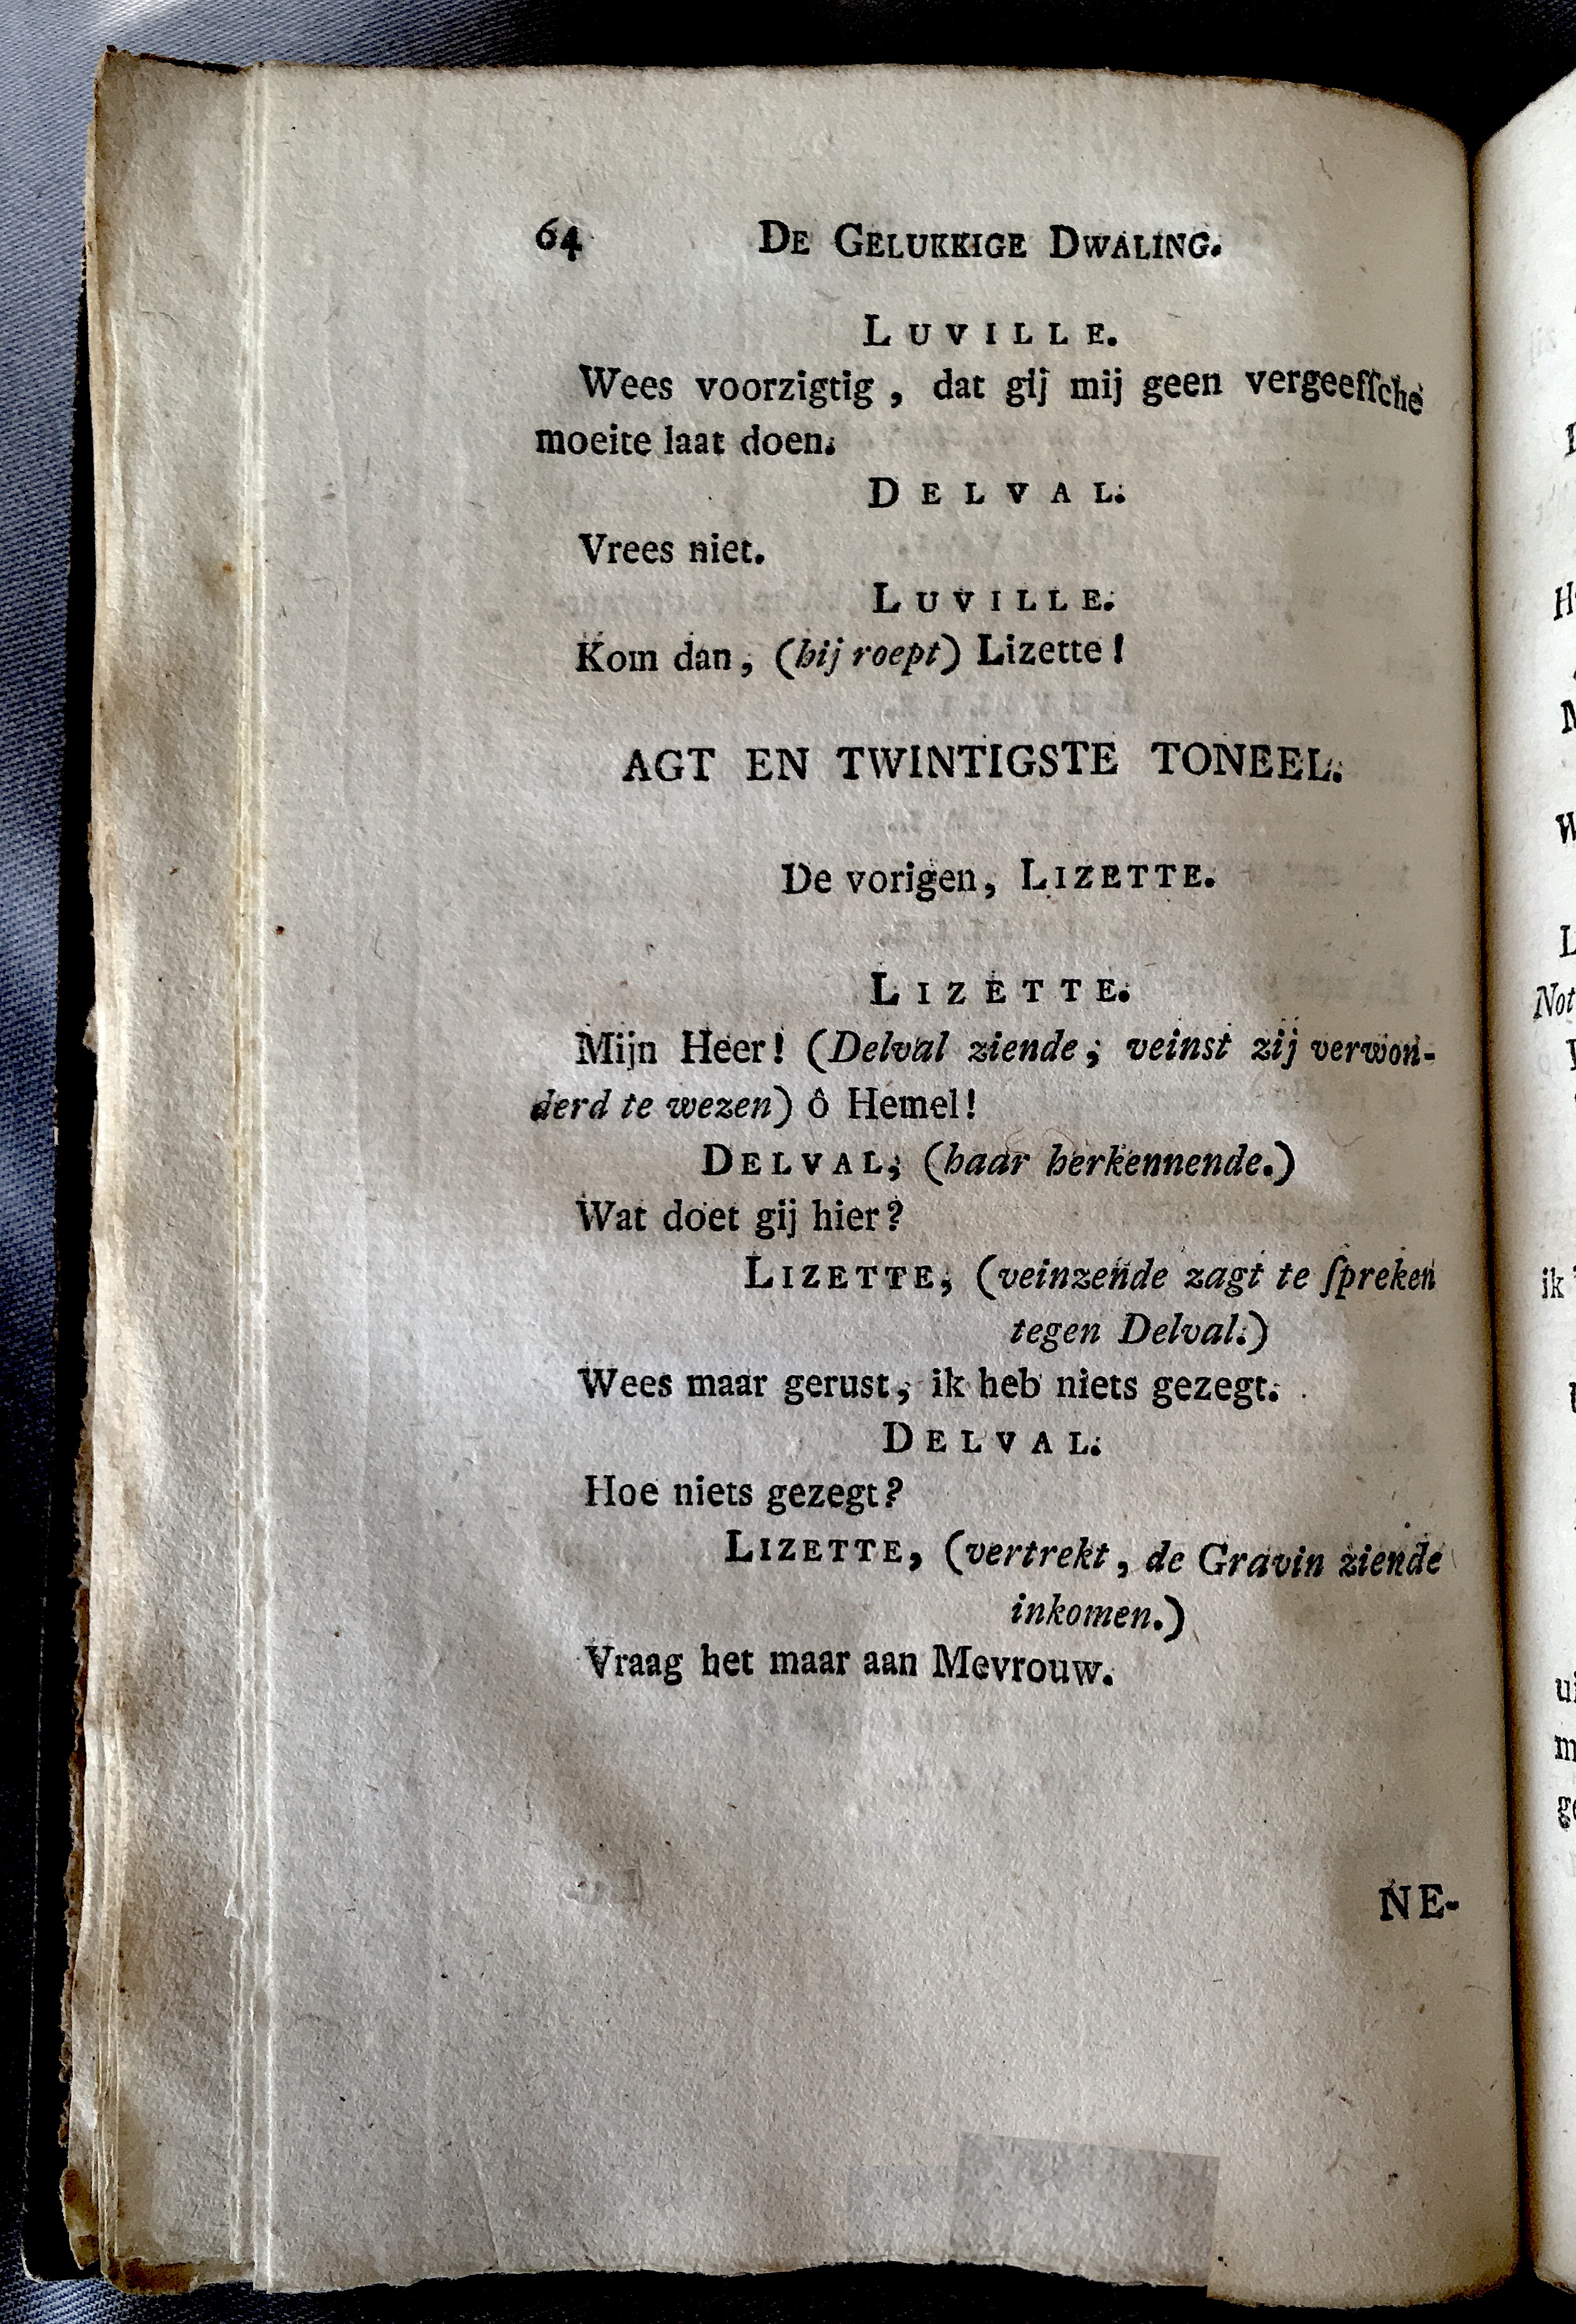 64 DE GELUKKIGE DWALING.
LUVILLE.
Wees voorzigtig, dat gij mij geen vergeefſche
moeite laat doen.
DELVAL.
Vrees niet.
LUVILLE.
Kom dan, (hij roept) Lizette!
AGT EN TWINTIGSTE TONEEL.
De vorigen, LIZETTE.
LIZETTE.
Mijn Heer! (Delval ziende, veinst zij verwon-
derd te wezen) ô Hemel!
DELVAL, (haar herkennende.)
Wat doet gij hier?
LIZETTE, (veinzende zagt te ſpreken
tegen Delval.)
Wees maar gerust, ik heb niets gezegt.
DELVAL.
Hoe niets gezegt?
LIZETTE, (vertrekt, de Gravin ziende
inkomen.)
Vraag het maar aan Mevrouw.
NE-
Not
ik